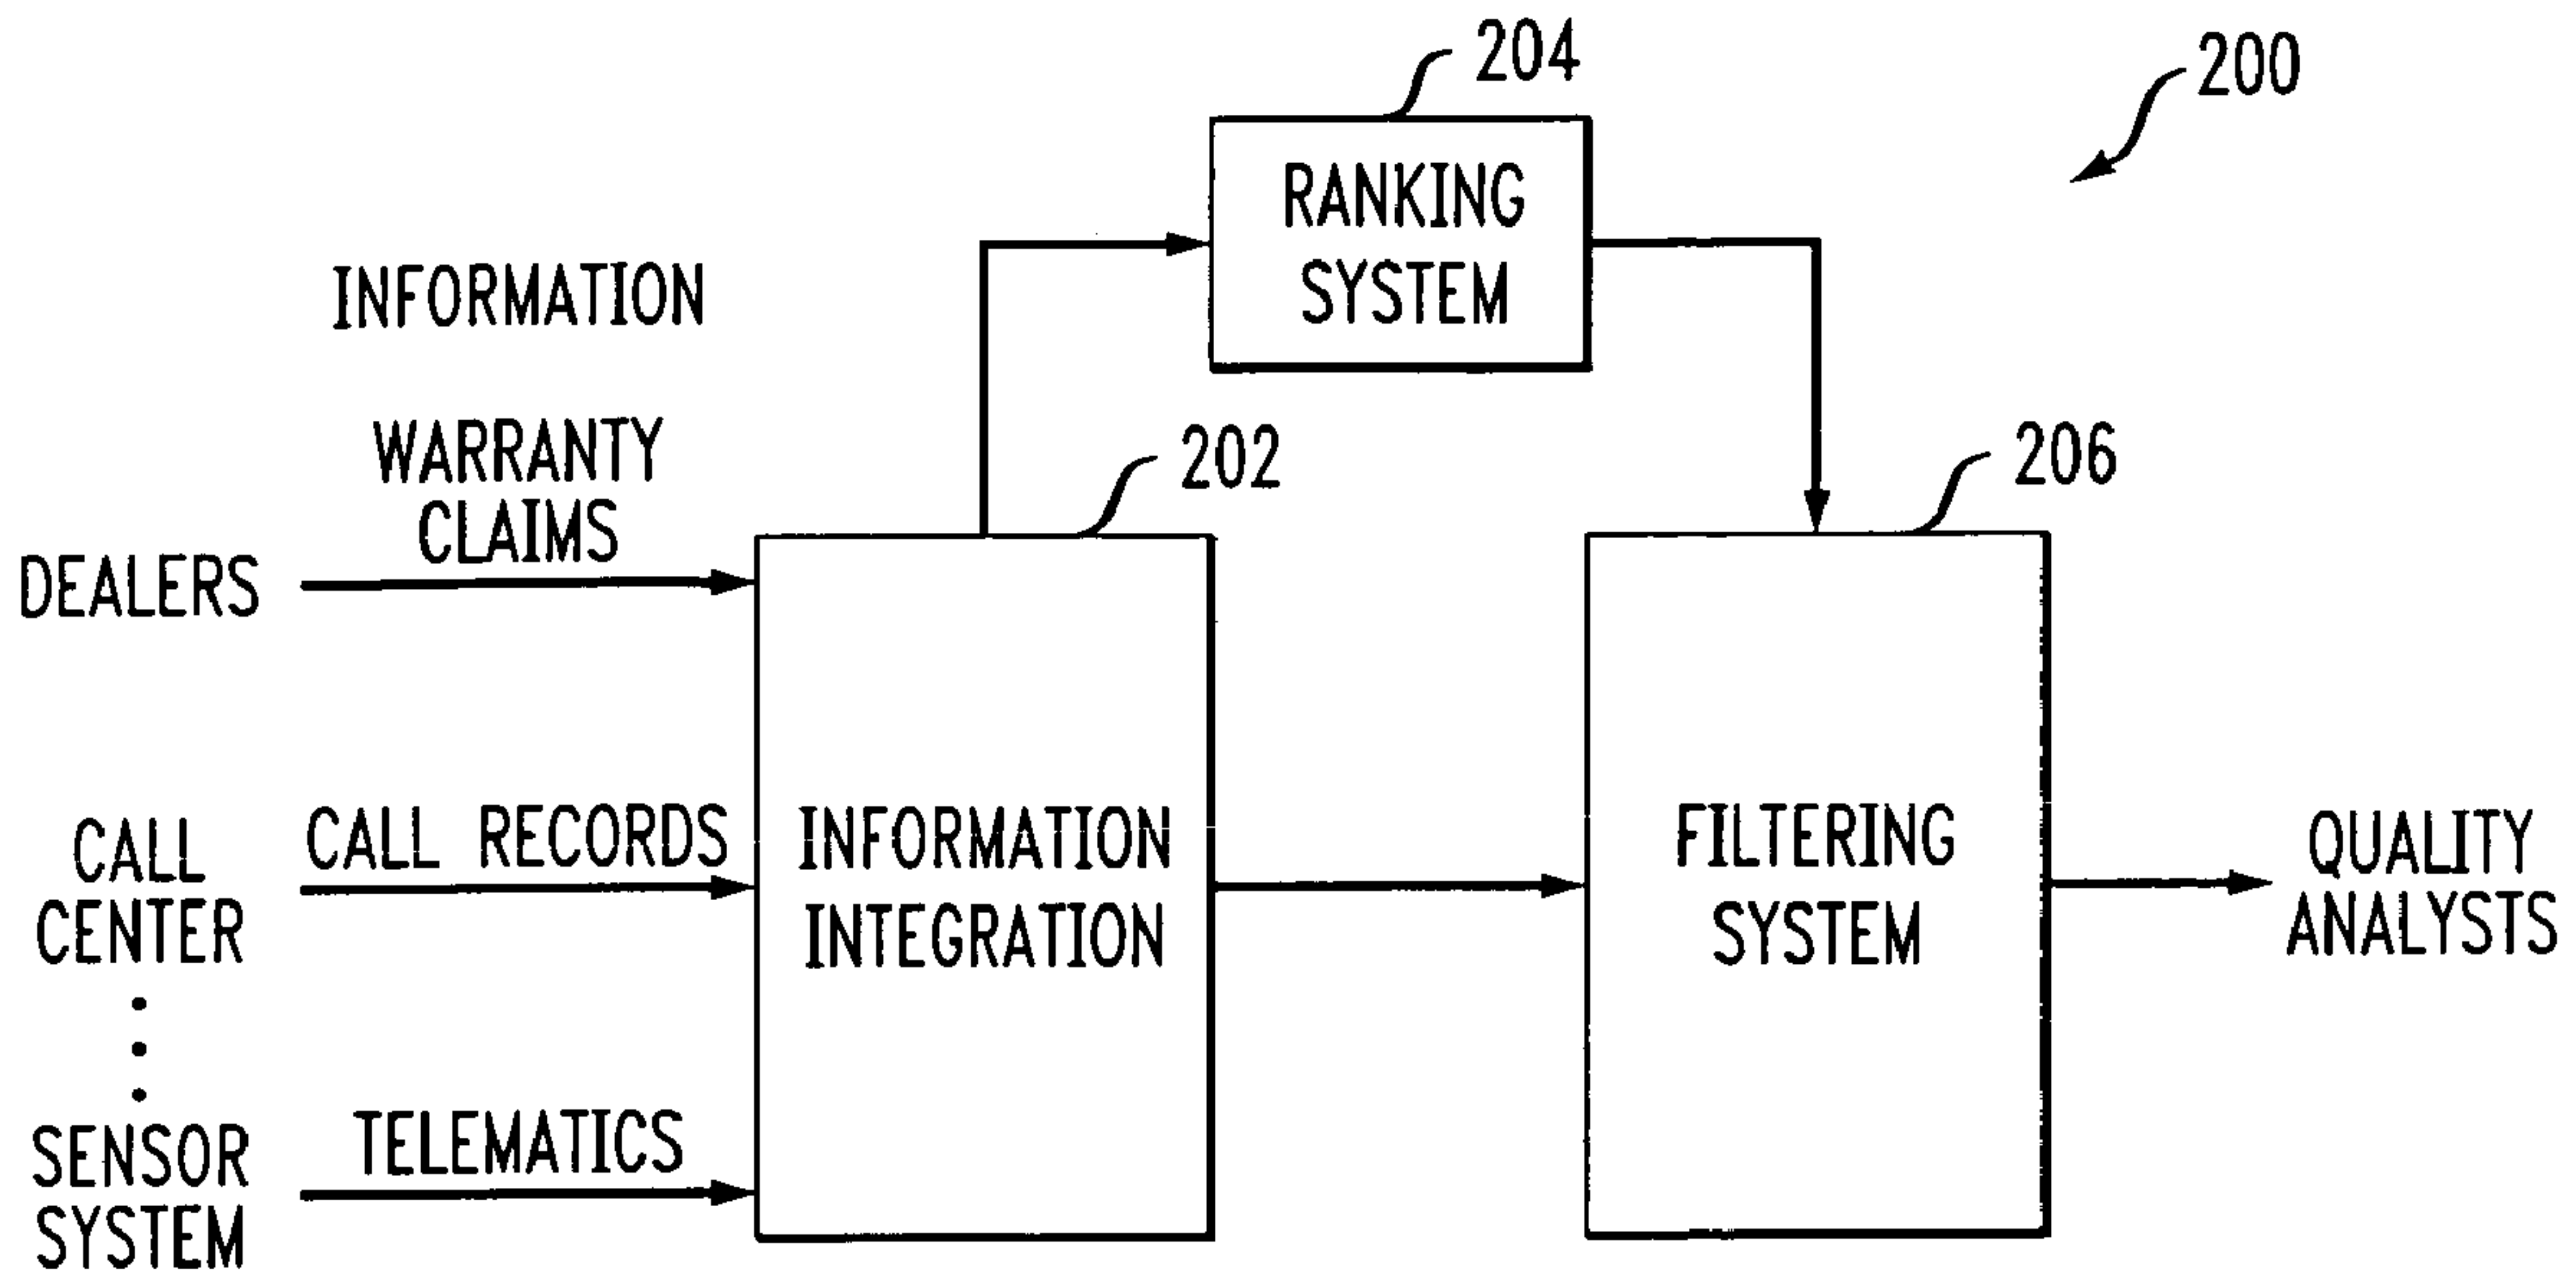 204
200
RANKING
SYSTEM
INFORMATION
WARRANTY
CLAIMS
202
206
DEALERS
CALL
CENTER
CALL RECORDS
INFORMATION
INTEGRATION
FILTERING
SYSTEM
QUALITY
ANALYSTS
SENSOR
SYSTEM
TELEMATICS